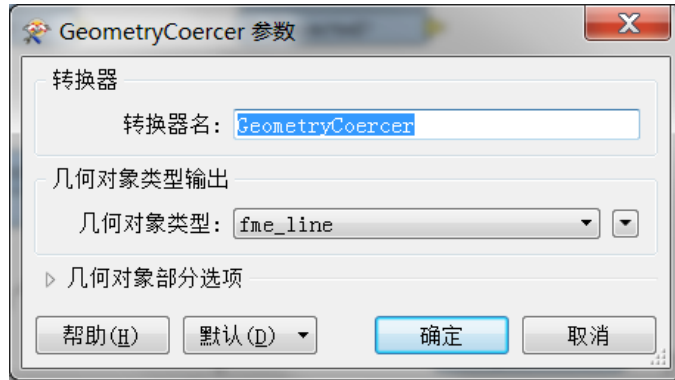 GeometryCoercer 参数
转换器
转换器名: GeometryCoercer
几何对象类型输出
几何对象类型: fme_line
几何对象部分选项
帮助(H) 默认(D) 确定 取消